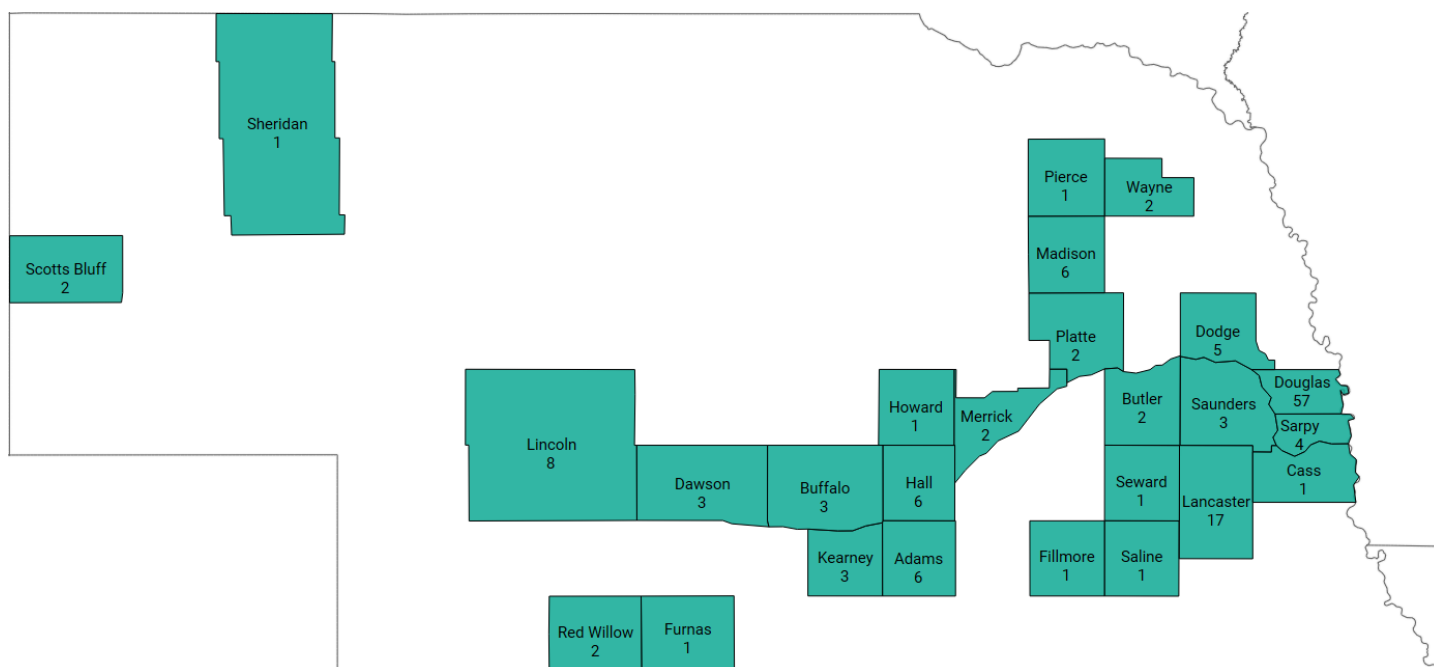 Sheridan
1
Pierce
1
Wayne
2
Scotts Bluff
2
Madison
6
Platte
2
Dodge
5
Douglas
57
Howard
1
Merrick
2
Butler
2
Saunders
3
Sarpy
4
Lincoln
8
Dawson
3
Buffalo
3
Hall
6
Seward
1
Lancaster
17
Cass
1
Kearney
3
Adams
6
Fillmore
1
Saline
1
Red Willow
2
Furnas
1